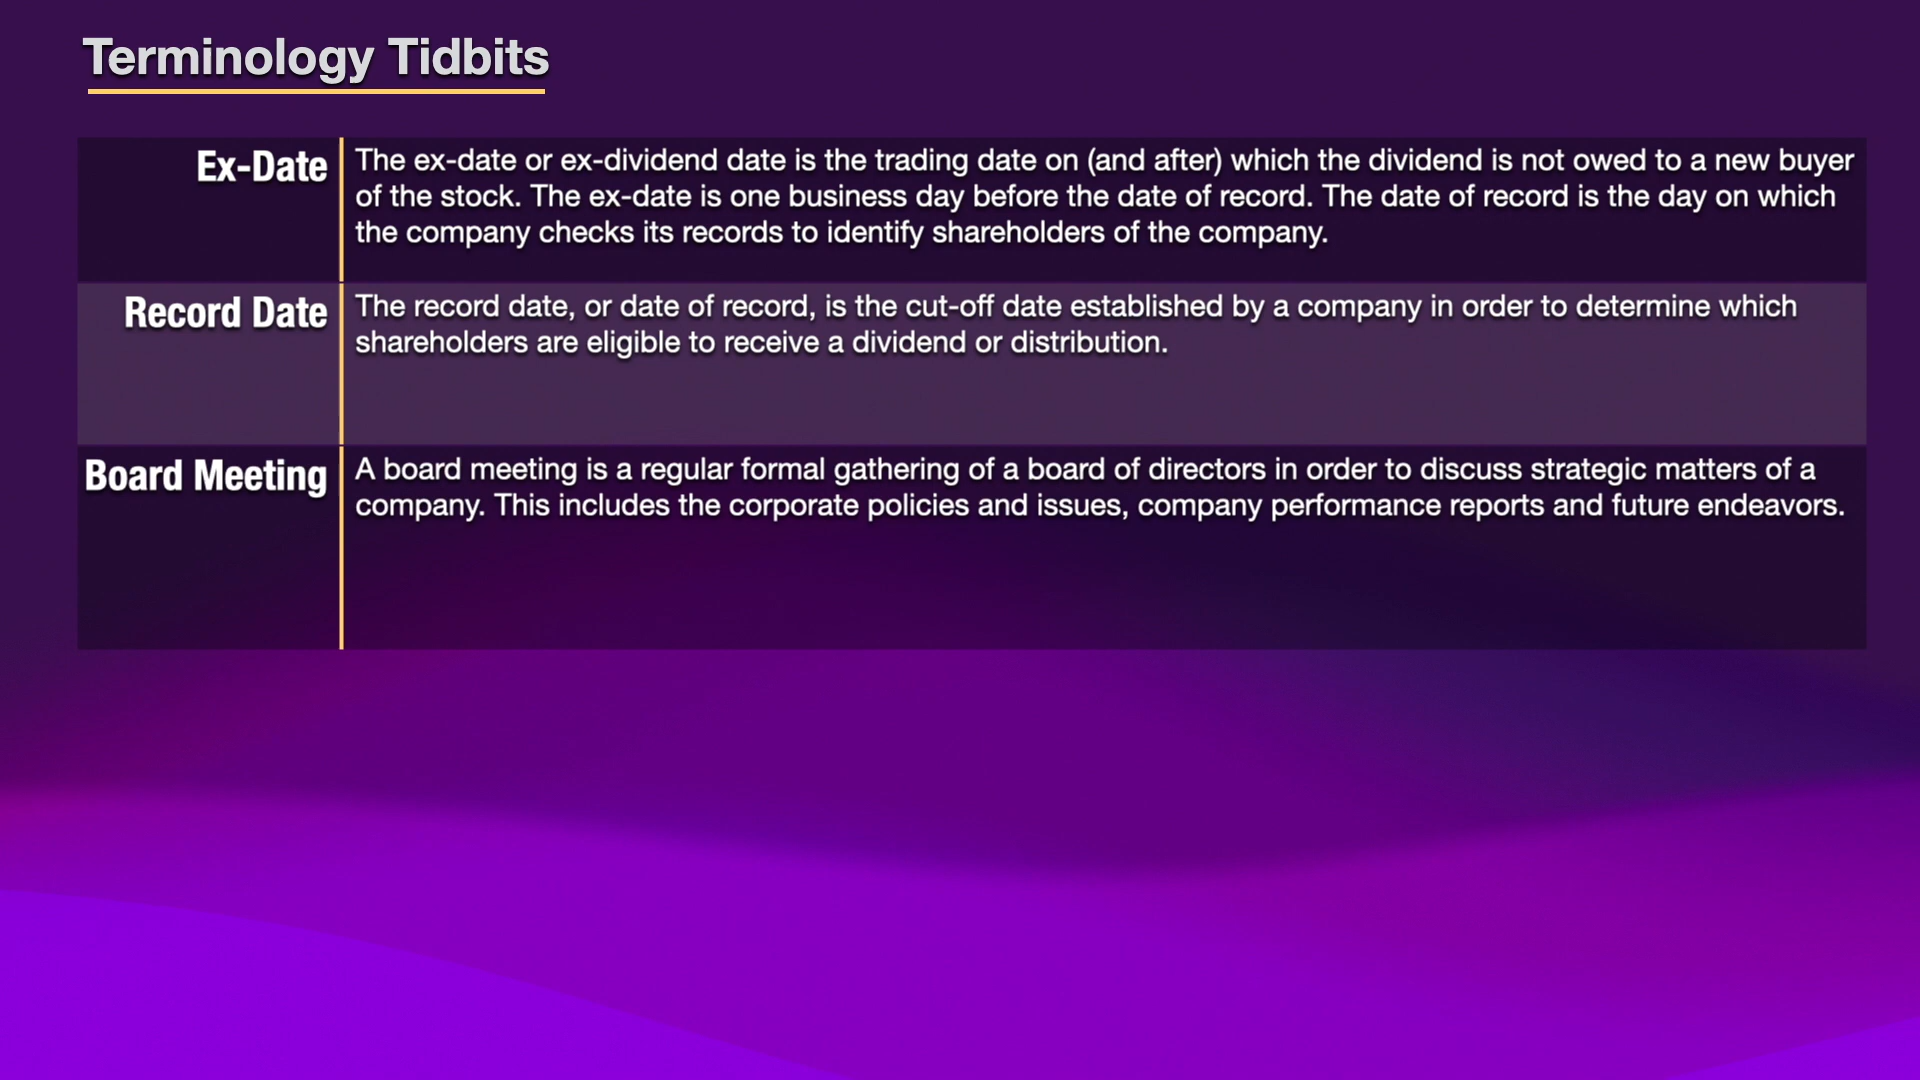 Terminology Tidbits
Ex-Date
The ex-date or ex-dividend date is the trading date on (and after) which the dividend is not owed to a new buyer
of the stock. The ex-date is one business day before the date of record. The date of record is the day on which
the company checks its records to identify shareholders of the company.
Record Date
The record date, or date of record, is the cut-off date established by a company in order to determine which
shareholders are eligible to receive a dividend or distribution.
Board Meeting
A board meeting is a regular formal gathering of a board of directors in order to discuss strategic matters of a
company. This includes the corporate policies and issues, company performance reports and future endeavors.